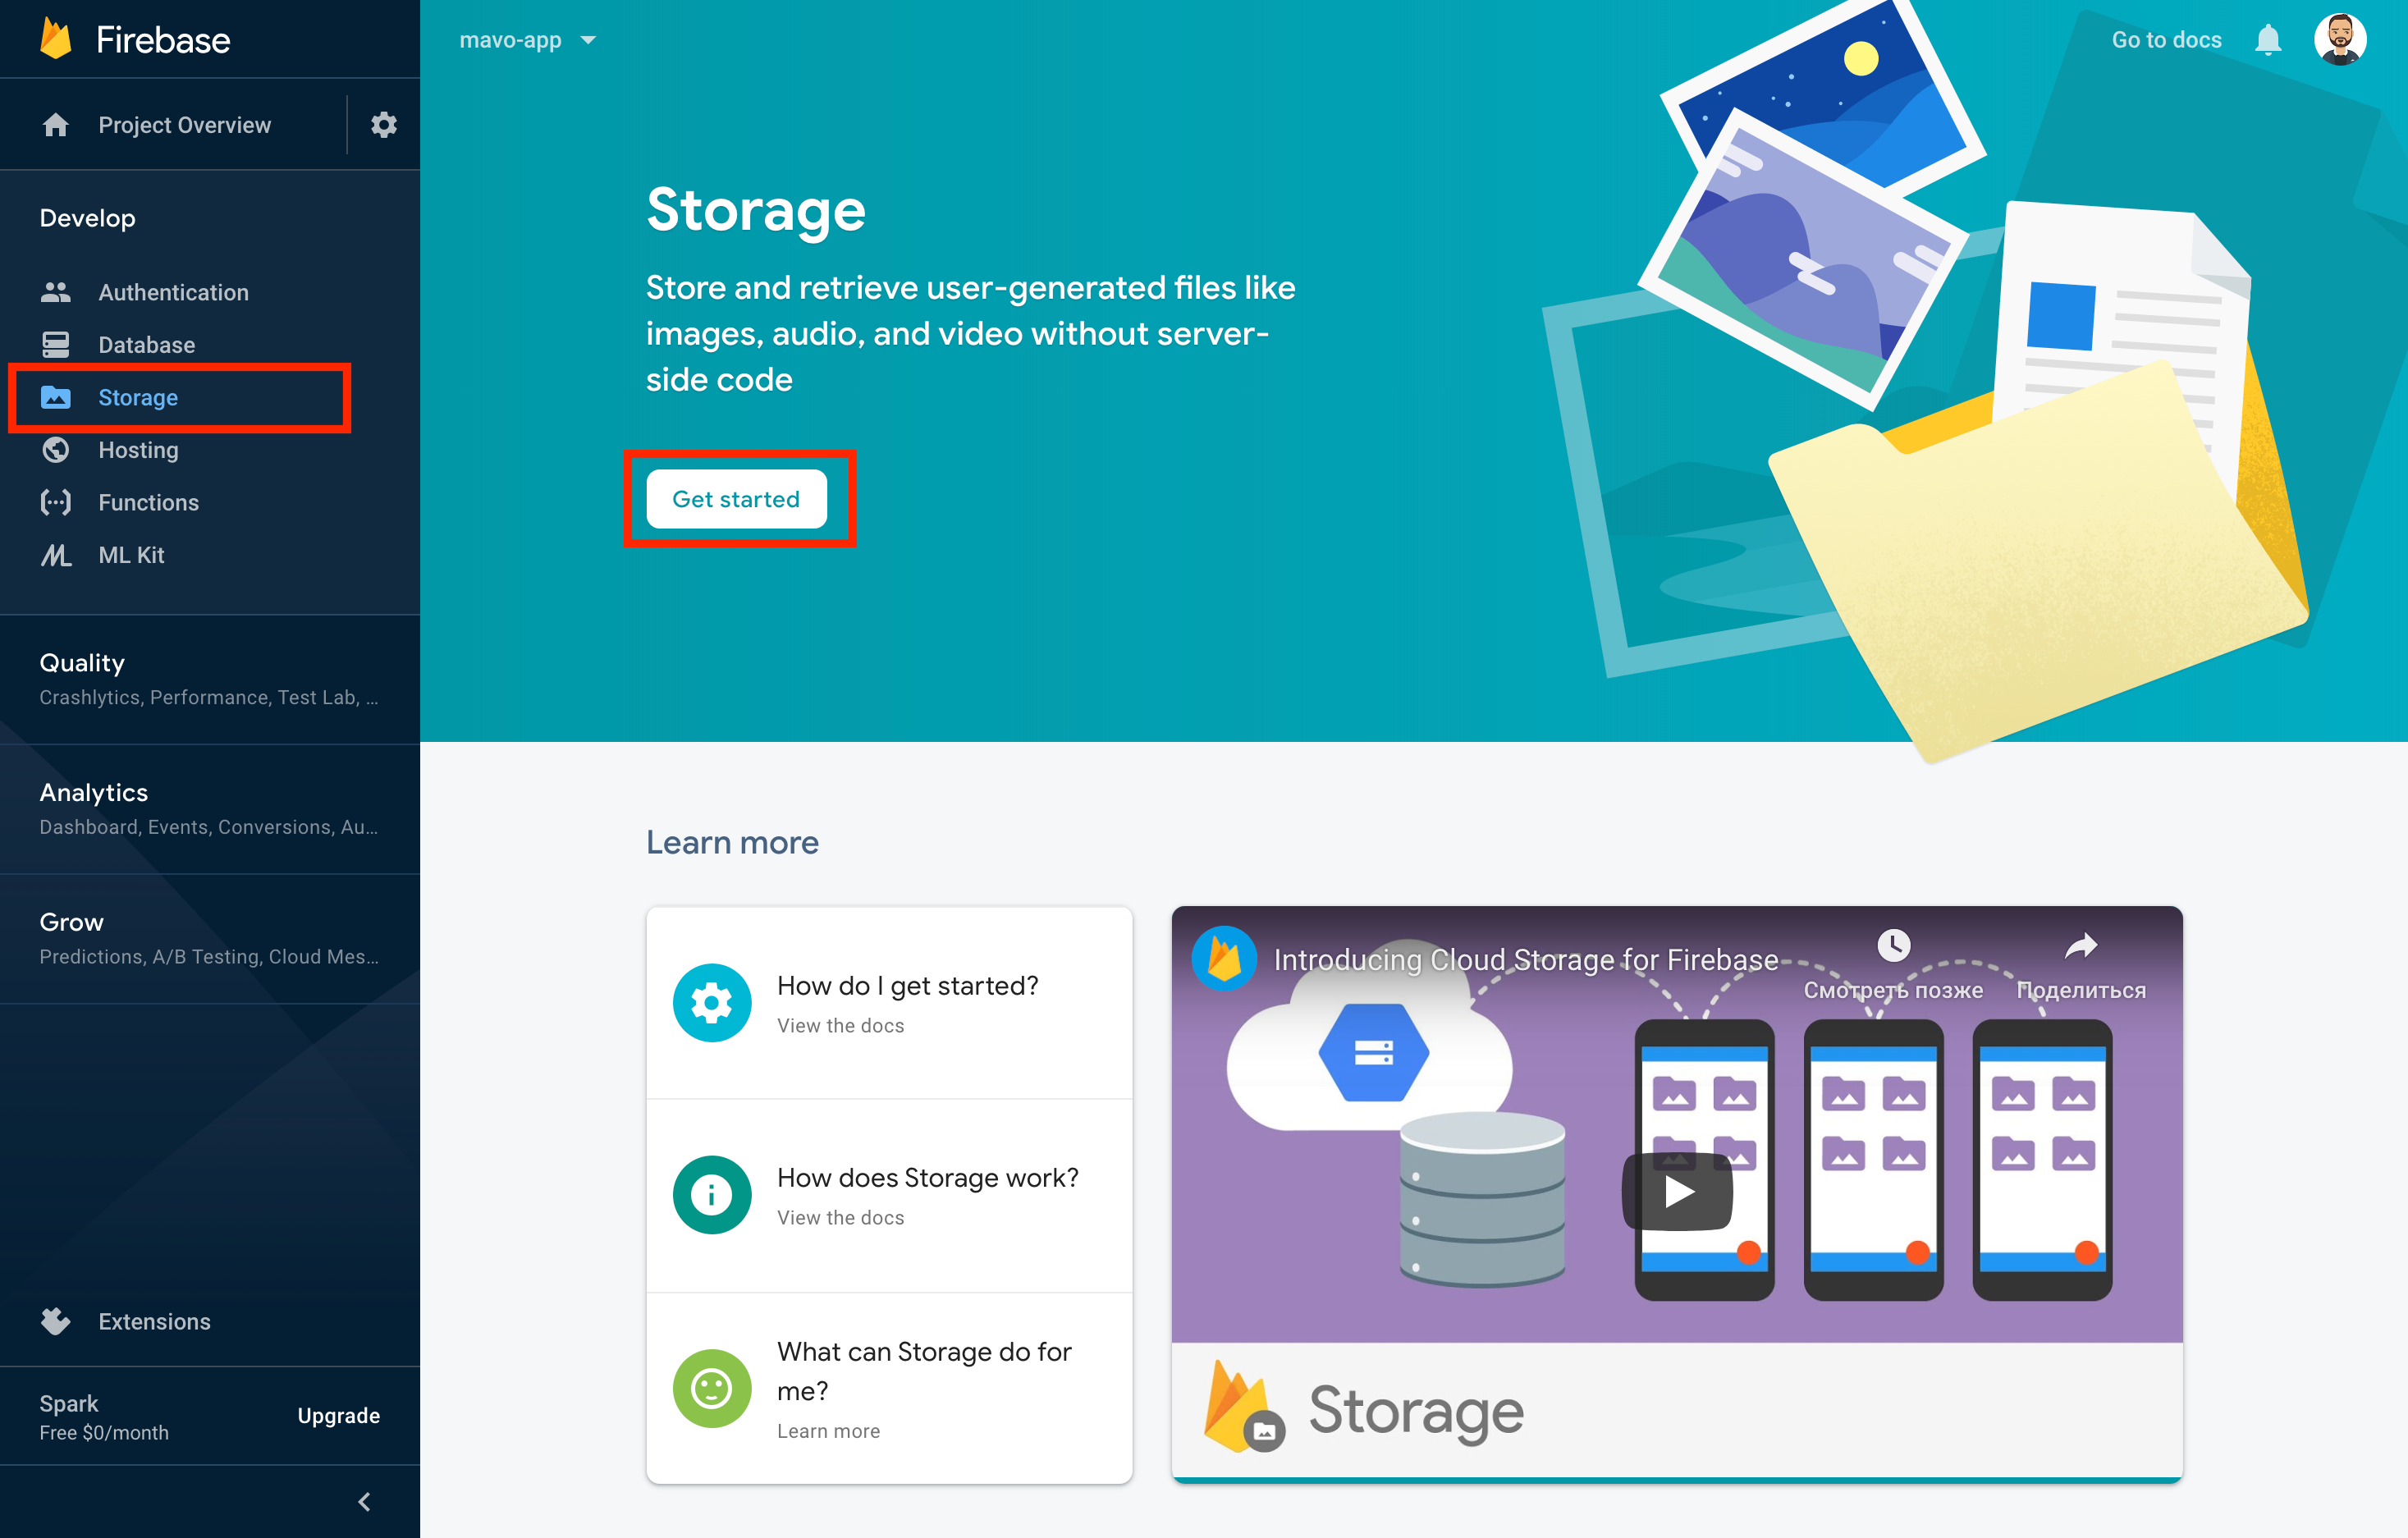 Firebase
Project Overview
Develop
Authentication
Database
Storage
Hosting
Functions
ML Kit
Quality
Crashlytics, Performance, Test Lab, ...
Analytics
Dashboard, Events, Conversions, Au...
Grow
Predictions, A/B Testing, Cloud Mes...
Extensions
Spark
Free $0/month
Upgrade
mavo-app
Go to docs
Storage
Store and retrieve user-generated files like
images, audio, and video without server-
side code
Get started
Learn more
How do I get started?
View the docs
How does Storage work?
View the docs
What can Storage do for
me?
Learn more
Introducing Cloud Storage for Firebase
Смотреть позже
Поделиться
Storage